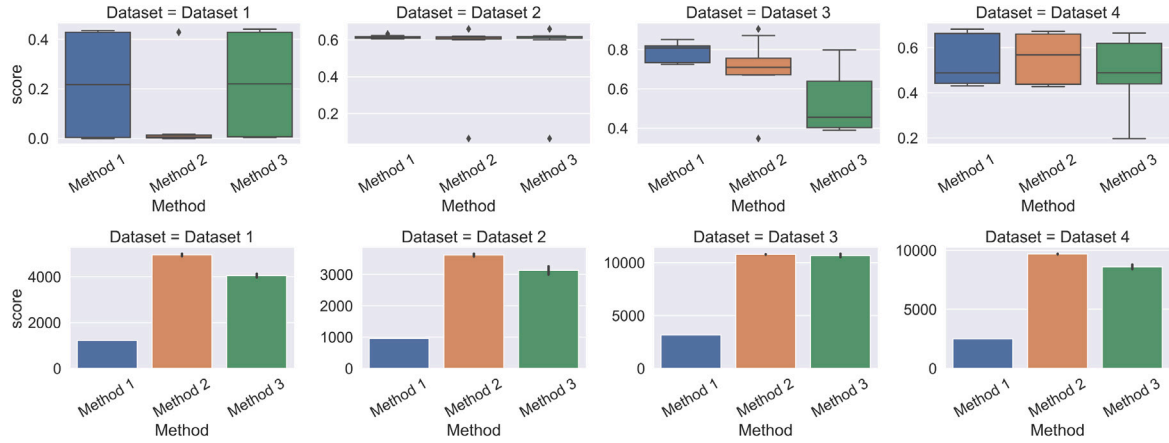 Dataset = Dataset 1
score
0.4
0.2
0.0
Method 1
Method 2
Method 3
Method
Dataset = Dataset 2
0.6
0.4
0.2
Method 1
Method 2
Method 3
Method
Dataset = Dataset 3
0.8
0.6
0.4
Method 1
Method 2
Method 3
Method
Dataset = Dataset 4
0.6
0.4
0.2
Method 1
Method 2
Method 3
Method
Dataset = Dataset 1
score
4000
2000
0
Method 1
Method 2
Method 3
Method
Dataset = Dataset 2
3000
2000
1000
0
Method 1
Method 2
Method 3
Method
Dataset = Dataset 3
10000
5000
0
Method 1
Method 2
Method 3
Method
Dataset = Dataset 4
10000
5000
0
Method 1
Method 2
Method 3
Method